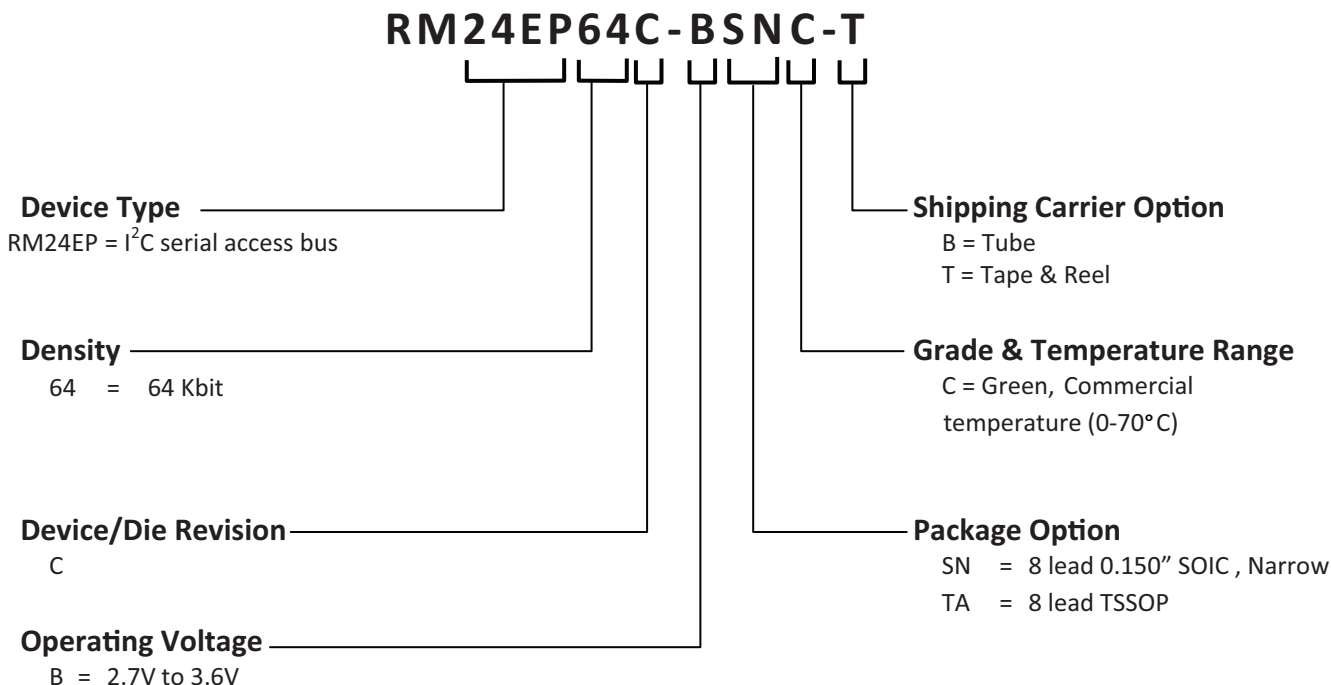 RM24EP64C-BSNC-T
Device Type
RM24EP = I²C serial access bus
Density
64 = 64 Kbit
Device/Die Revision
C
Operating Voltage
B = 2.7V to 3.6V
Shipping Carrier Option
B = Tube
T = Tape & Reel
Grade & Temperature Range
C = Green, Commercial
temperature (0-70°C)
Package Option
SN = 8 lead 0.150” SOIC , Narrow
TA = 8 lead TSSOP